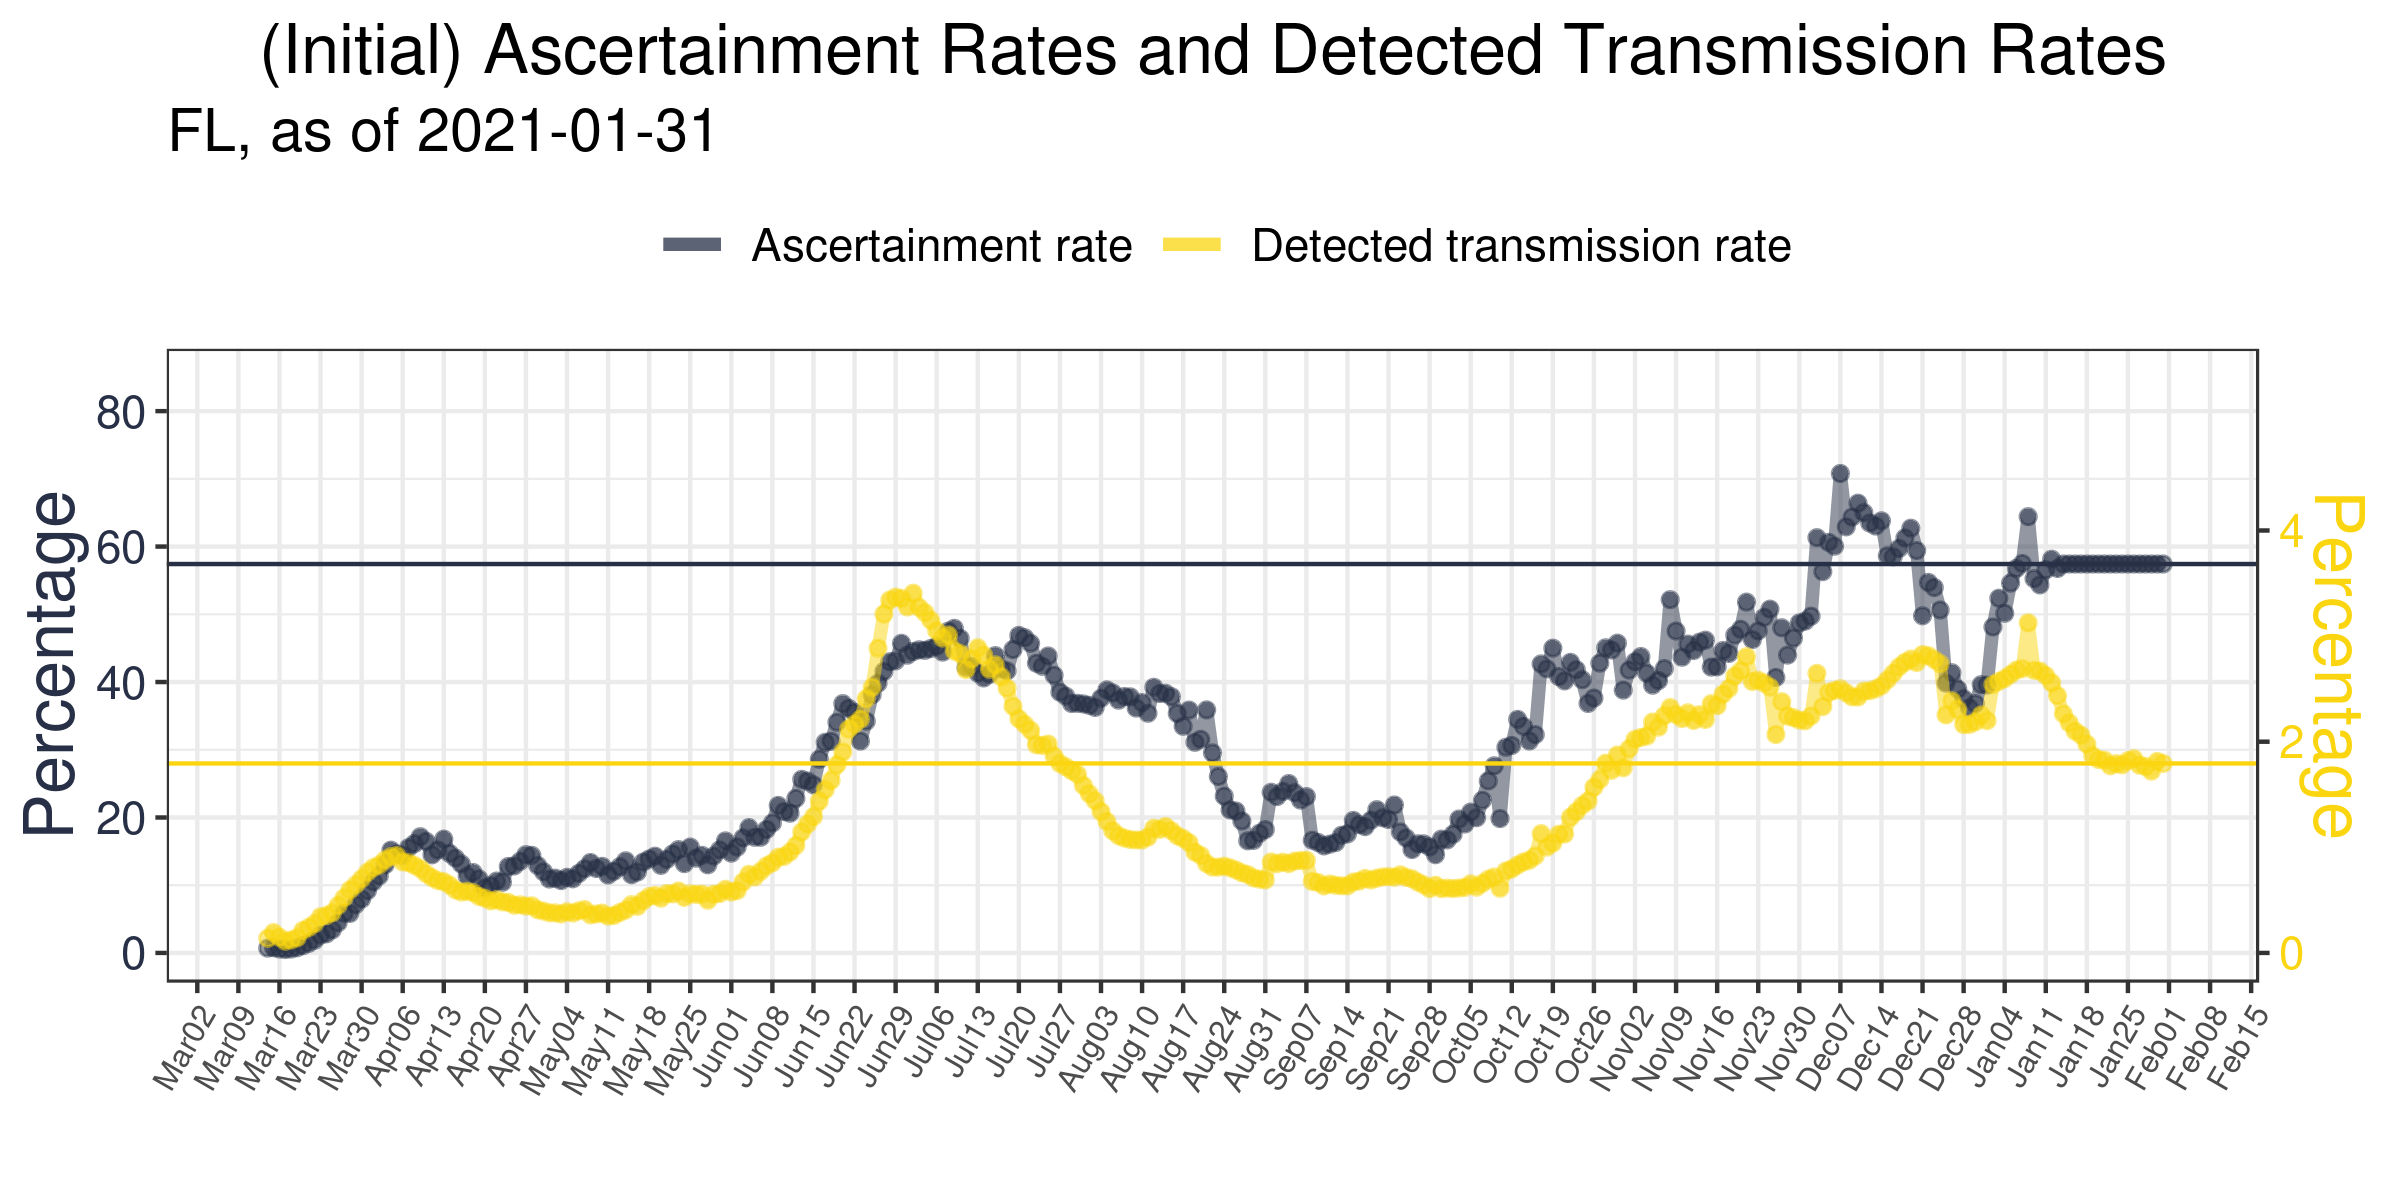 (Initial) Ascertainment Rates and Detected Transmission Rates
FL, as of 2021-01-31
Ascertainment rate Detected transmission rate
80
60
40
20
0
Percentage
4
2
0
Percentage
Mar02 Mar09 Mar16 Mar23 Mar30 Apr06 Apr13 Apr20 Apr27 May04 May11 May18 May25 Jun01 Jun08 Jun15 Jun22 Jun29 Jul06 Jul13 Jul20 Jul27 Aug03 Aug10 Aug17 Aug24 Aug31 Sep07 Sep14 Sep21 Sep28 Oct05 Oct12 Oct19 Oct26 Nov02 Nov09 Nov16 Nov23 Nov30 Dec07 Dec14 Dec21 Dec28 Jan04 Jan11 Jan18 Jan25 Feb01 Feb08 Feb15